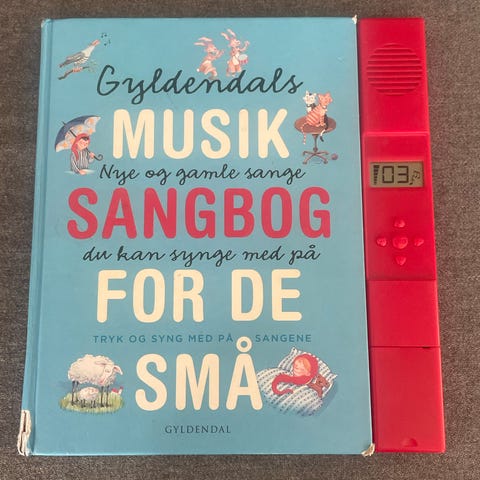 Gyldendals
MUSIK
Nye og gamle sange
SANGBOG
du kan synge med på
FOR DE
TRYK OG SYNG MED PÅ SANGENE
SMÅ
GYLDENDAL
03